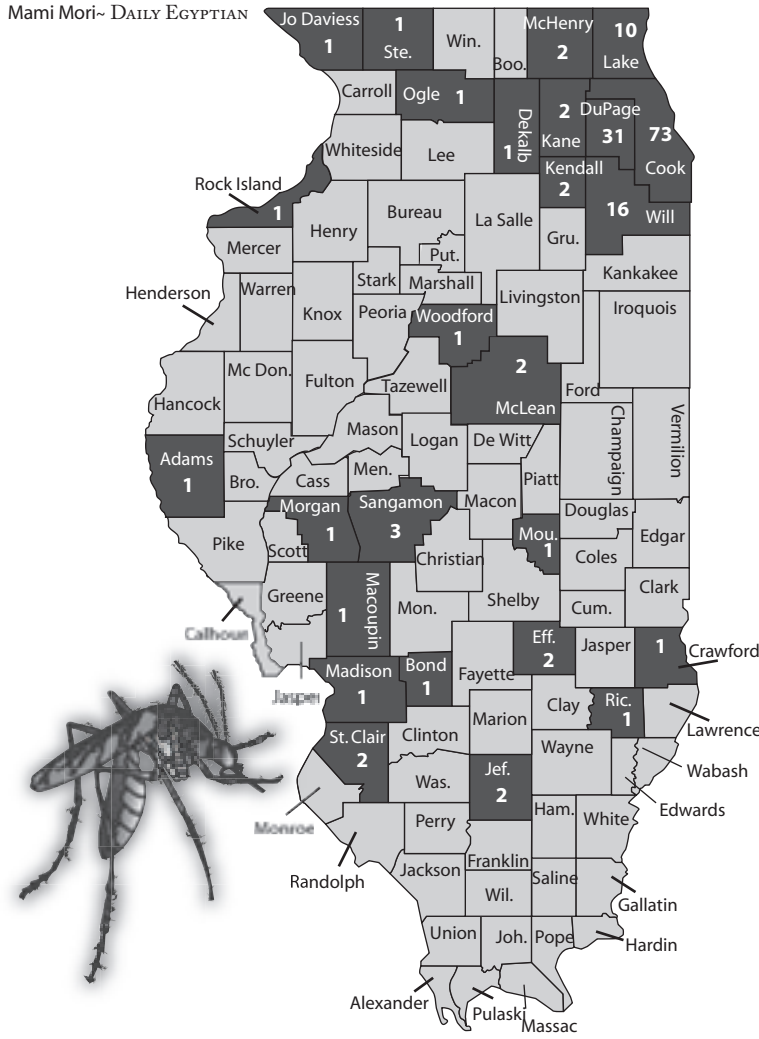 Mami Mori~ DAILY EGYPTIAN
Jo Daviess
1
1
Ste.
Win.
Boo.
McHenry
2
10
Lake
Carroll
Ogle 1
Dekalb
1
2
Kane
DuPage
31
73
Cook
Whiteside
Lee
Kendall
2
16
Will
Rock Island
1
Mercer
Henry
Bureau
La Salle
Gru.
Put.
Kankakee
Henderson
Warren
Knox
Stark
Marshall
Peoria
Livingston
Iroquois
Woodford
1
2
McLean
Ford
Mc Don.
Fulton
Tazewell
Hancock
Champaign
Vermilion
Schuyler
Mason
Logan
De Witt
Adams
1
Bro.
Cass
Men.
Piatt
Macon
Morgan
1
Sangamon
3
Mou.
1
Douglas
Pike
Scott
Christian
Coles
Edgar
Greene
Macoupin
1
Mon.
Shelby
Cum.
Clark
Calhoun
Jasper
Madison
1
Bond
1
Fayette
Eff.
2
Jasper
1
Crawford
Clay
Ric.
1
Lawrence
St. Clair
2
Clinton
Marion
Wayne
Wabash
Edwards
Monroe
Was.
Jef.
2
Ham.
White
Randolph
Perry
Franklin
Jackson
Wil.
Saline
Gallatin
Union
Joh.
Pope
Hardin
Alexander
Pulaski
Massac